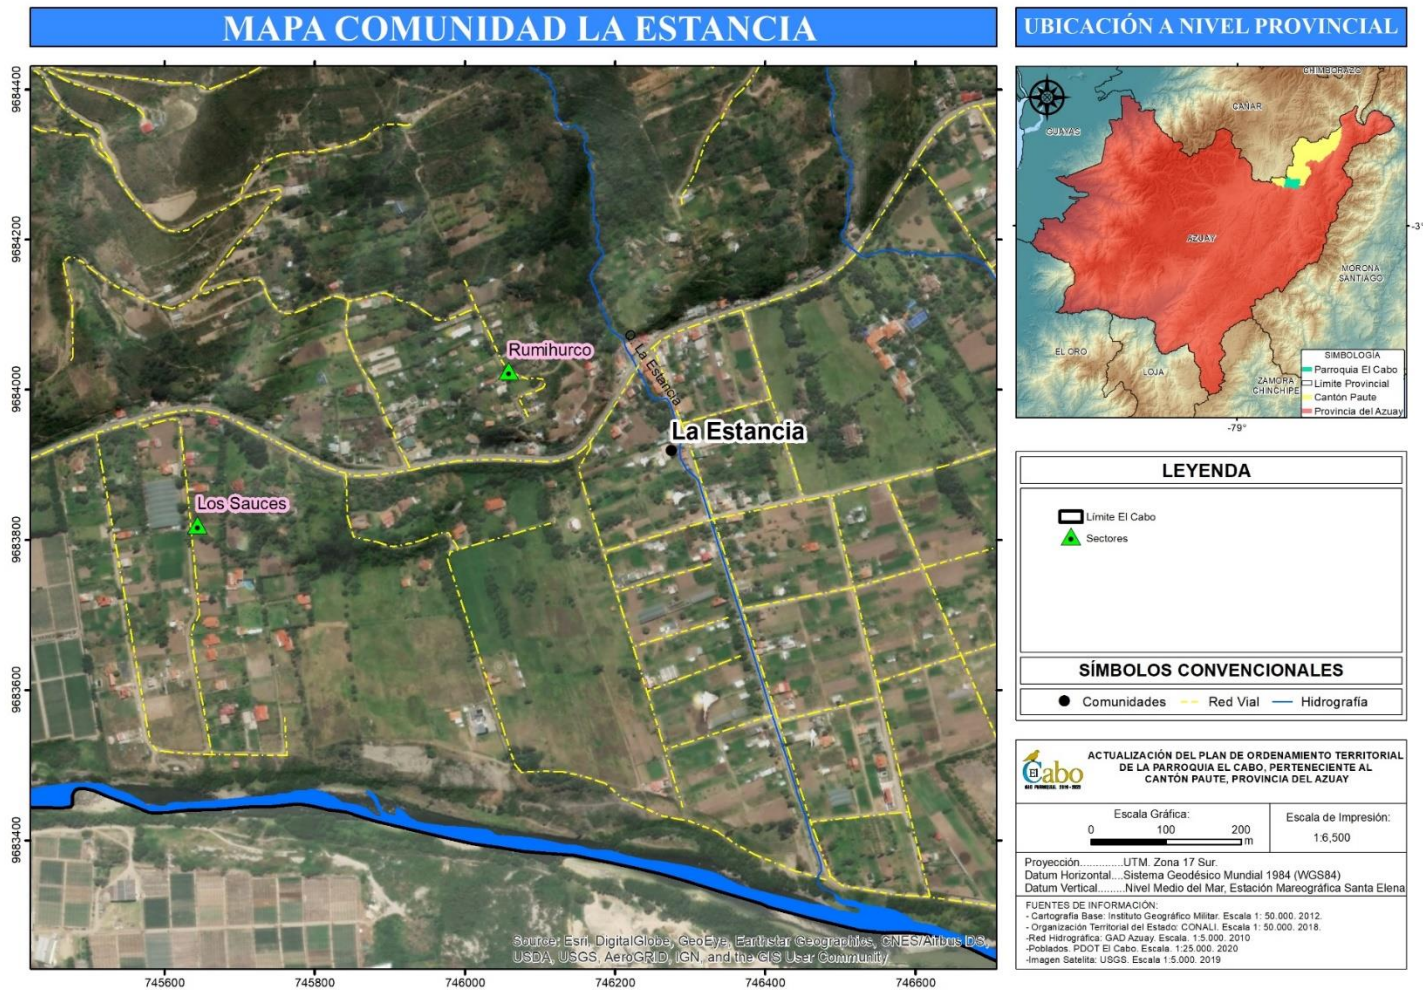 MAPA COMUNIDAD LA ESTANCIA
9684400
9684200
9684000
9683800
9683600
9683400
Rumihurco
Q. La Estancia
La Estancia
Los Sauces
Source: Esri, DigitalGlobe, GeoEye, Earthstar Geographics, CNES/Airbus DS,
USDA, USGS, AeroGRID, IGN, and the GIS User Community
745600
745800
746000
746200
746400
746600
UBICACIÓN A NIVEL PROVINCIAL
CHIMBORAZO
CAÑAR
GUAYAS
AZUAY
-3°
MORONA
SANTIAGO
EL ORO
LOJA
ZAMORA
CHINCHIPE
SIMBOLOGÍA
Parroquia El Cabo
Límite Provincial
Cantón Paute
Provincia del Azuay
-79°
LEYENDA
Límite El Cabo
Sectores
SÍMBOLOS CONVENCIONALES
Comunidades
Red Vial
Hidrografía
El Cabo
GAD PARROQUIAL 2019 - 2023
ACTUALIZACIÓN DEL PLAN DE ORDENAMIENTO TERRITORIAL
DE LA PARROQUIA EL CABO, PERTENECIENTE AL
CANTÓN PAUTE, PROVINCIA DEL AZUAY
Escala Gráfica:
0 100 200
m
Escala de Impresión:
1:6,500
Proyección..............UTM. Zona 17 Sur.
Datum Horizontal....Sistema Geodésico Mundial 1984 (WGS84)
Datum Vertical.........Nivel Medio del Mar, Estación Mareográfica Santa Elena
FUENTES DE INFORMACIÓN:
- Cartografía Base: Instituto Geográfico Militar. Escala 1: 50.000. 2012.
- Organización Territorial del Estado: CONALI. Escala 1: 50.000. 2018.
-Red Hidrográfica: GAD Azuay. Escala. 1:5.000. 2010
-Poblados. PDOT El Cabo. Escala. 1:25.000. 2020
-Imagen Satelita: USGS. Escala 1:5.000. 2019